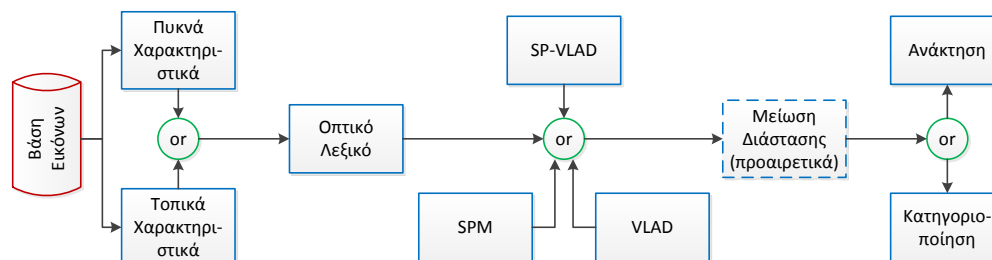 Βάση
Εικόνων
Πυκνά
Χαρακτηρι-
στικά
or
Τοπικά
Χαρακτηρι-
στικά
Οπτικό
Λεξικό
SP-VLAD
or
SPM
VLAD
Μείωση
Διάστασης
(προαιρετικά)
Ανάκτηση
or
Κατηγοριο-
ποίηση